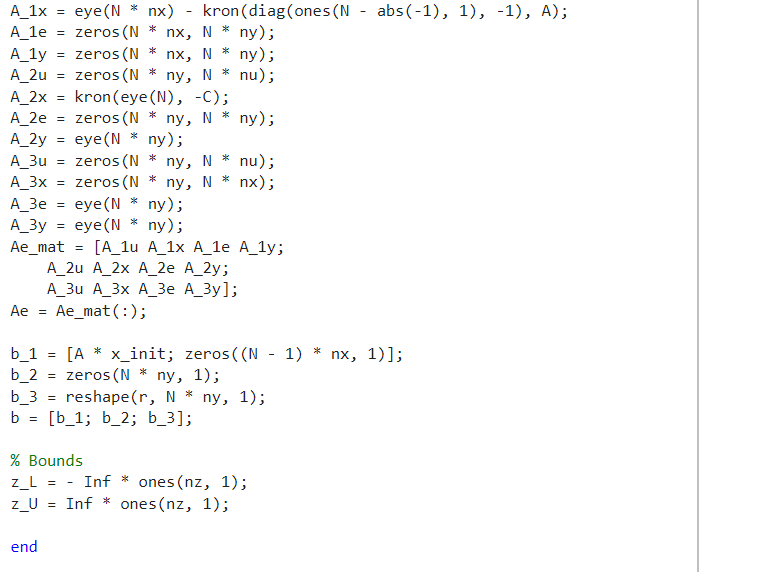 A_1x = eye(N * nx) - kron(diag(ones(N - abs(-1), 1), -1), A);
A_1e = zeros(N * nx, N * ny);
A_1y = zeros(N * nx, N * ny);
A_2u = zeros(N * ny, N * nu);
A_2x = kron(eye(N), -C);
A_2e = zeros(N * ny, N * ny);
A_2y = eye(N * ny);
A_3u = zeros(N * ny, N * nu);
A_3x = zeros(N * ny, N * nx);
A_3e = eye(N * ny);
A_3y = eye(N * ny);
Ae_mat = [A_1u A_1x A_1e A_1y;
    A_2u A_2x A_2e A_2y;
    A_3u A_3x A_3e A_3y];
Ae = Ae_mat(:);

b_1 = [A * x_init; zeros((N - 1) * nx, 1)];
b_2 = zeros(N * ny, 1);
b_3 = reshape(r, N * ny, 1);
b = [b_1; b_2; b_3];

% Bounds
z_L = - Inf * ones(nz, 1);
z_U = Inf * ones(nz, 1);

end